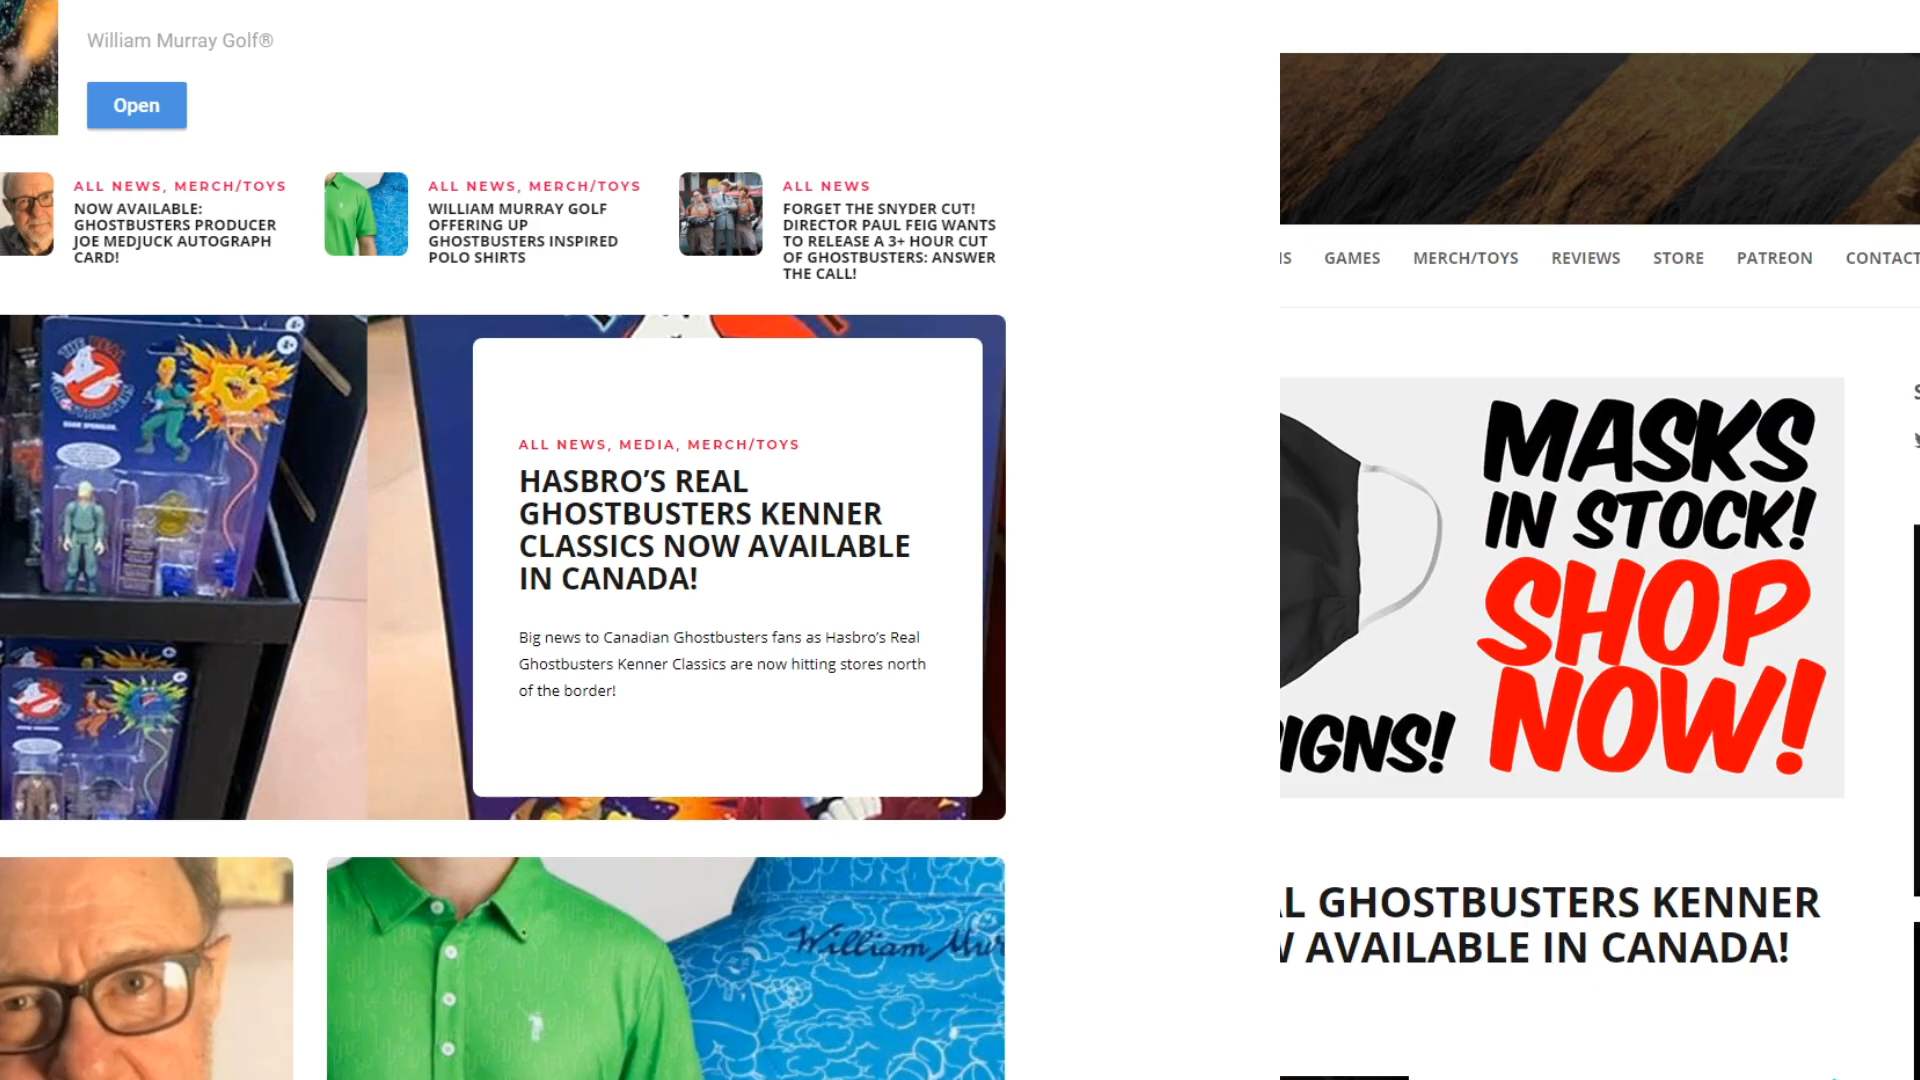 William Murray Golf®
Open
ALL NEWS, MERCH/TOYS
NOW AVAILABLE:
GHOSTBUSTERS PRODUCER
JOE MEDJUCK AUTOGRAPH
CARD!
ALL NEWS, MERCH/TOYS
WILLIAM MURRAY GOLF
OFFERING UP
GHOSTBUSTERS INSPIRED
POLO SHIRTS
ALL NEWS
FORGET THE SNYDER CUT!
DIRECTOR PAUL FEIG WANTS
TO RELEASE A 3+ HOUR CUT
OF GHOSTBUSTERS: ANSWER
THE CALL!
ALL NEWS, MEDIA, MERCH/TOYS
HASBRO’S REAL
GHOSTBUSTERS KENNER
CLASSICS NOW AVAILABLE
IN CANADA!
Big news to Canadian Ghostbusters fans as Hasbro’s Real
Ghostbusters Kenner Classics are now hitting stores north
of the border!
William Mur
GAMES MERCH/TOYS REVIEWS STORE PATREON CONTACT
MASKS
IN STOCK!
SHOP
NOW!
IGNS!
L GHOSTBUSTERS KENNER
AVAILABLE IN CANADA!